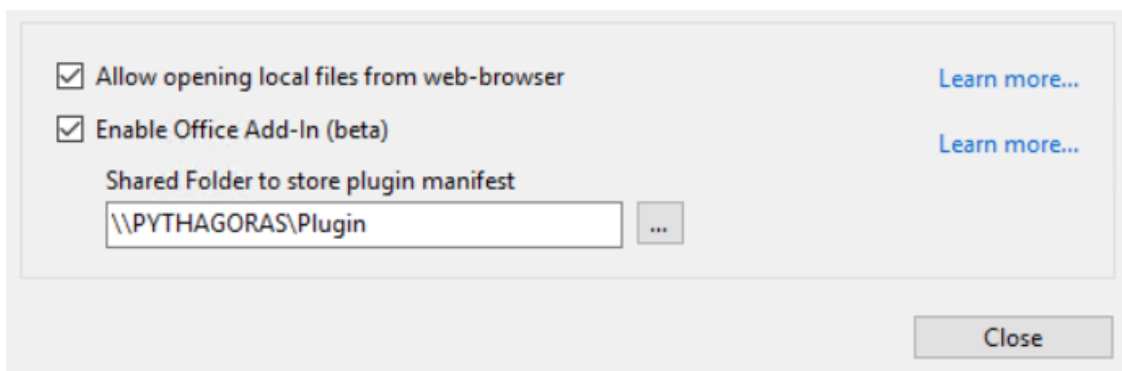 Allow opening local files from web-browser
Learn more...
Enable Office Add-In (beta)
Learn more...
Shared Folder to store plugin manifest
\\PYTHAGORAS\Plugin
...
Close